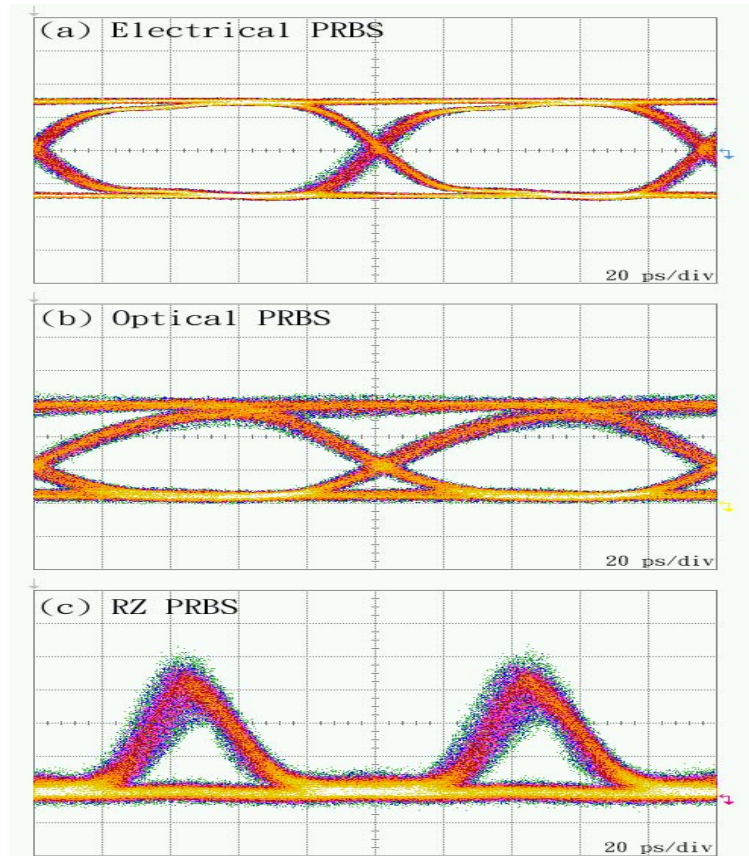 (a) Electrical PRBS
20 ps/div
(b) Optical PRBS
20 ps/div
(c) RZ PRBS
20 ps/div